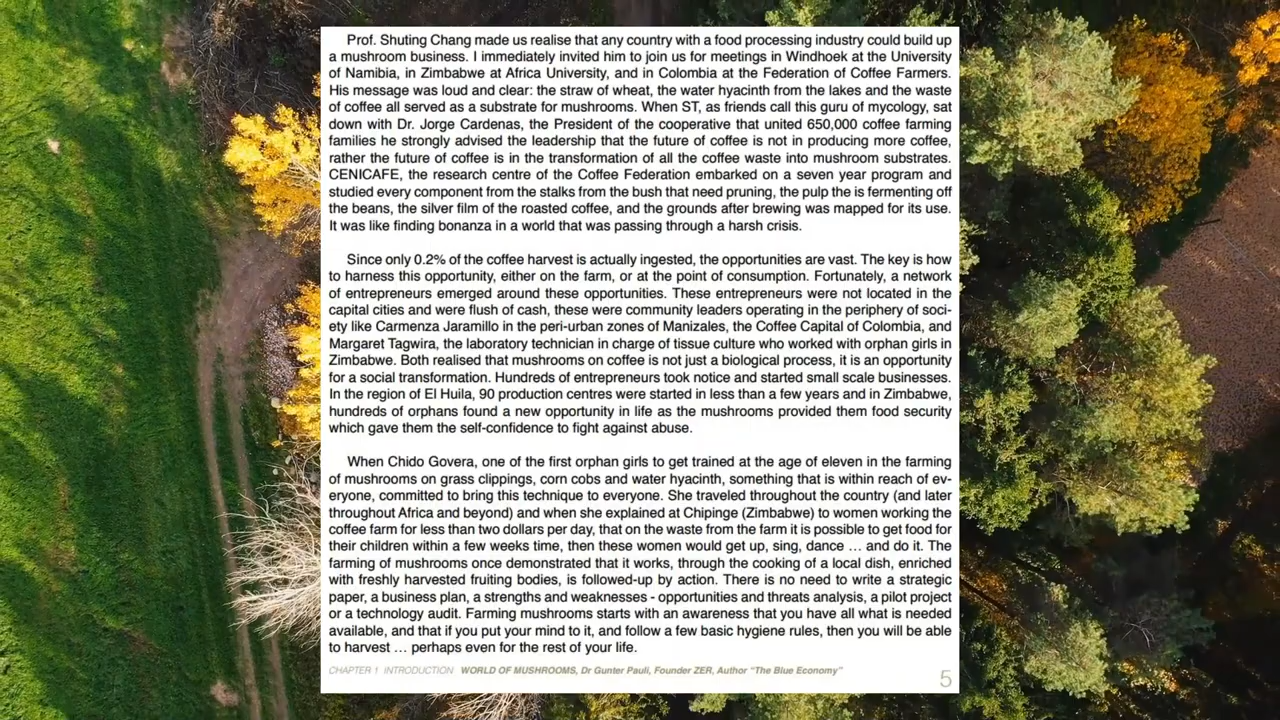 Prof. Shuting Chang made us realise that any country with a food processing industry could build up
a mushroom business. I immediately invited him to join us for meetings in Windhoek at the University
of Namibia, in Zimbabwe at Africa University, and in Colombia at the Federation of Coffee Farmers.
His message was loud and clear: the straw of wheat, the water hyacinth from the lakes and the waste
of coffee all served as a substrate for mushrooms. When ST, as friends call this guru of mycology, sat
down with Dr. Jorge Cardenas, the President of the cooperative that united 650,000 coffee farming
families he strongly advised the leadership that the future of coffee is not in producing more coffee,
rather the future of coffee is in the transformation of all the coffee waste into mushroom substrates.
CENICAFE, the research centre of the Coffee Federation embarked on a seven year program and
studied every component from the stalks from the bush that need pruning, the pulp the is fermenting off
the beans, the silver film of the roasted coffee, and the grounds after brewing was mapped for its use.
It was like finding bonanza in a world that was passing through a harsh crisis.
Since only 0.2% of the coffee harvest is actually ingested, the opportunities are vast. The key is how
to harness this opportunity, either on the farm, or at the point of consumption. Fortunately, a network
of entrepreneurs emerged around these opportunities. These entrepreneurs were not located in the
capital cities and were flush of cash, these were community leaders operating in the periphery of soci-
ety like Carmenza Jaramillo in the peri-urban zones of Manizales, the Coffee Capital of Colombia, and
Margaret Tagwira, the laboratory technician in charge of tissue culture who worked with orphan girls in
Zimbabwe. Both realised that mushrooms on coffee is not just a biological process, it is an opportunity
for a social transformation. Hundreds of entrepreneurs took notice and started small scale businesses.
In the region of El Huila, 90 production centres were started in less than a few years and in Zimbabwe,
hundreds of orphans found a new opportunity in life as the mushrooms provided them food security
which gave them the self-confidence to fight against abuse.
When Chido Govera, one of the first orphan girls to get trained at the age of eleven in the farming
of mushrooms on grass clippings, corn cobs and water hyacinth, something that is within reach of ev-
eryone, committed to bring this technique to everyone. She traveled throughout the country (and later
throughout Africa and beyond) and when she explained at Chipinge (Zimbabwe) to women working the
coffee farm for less than two dollars per day, that on the waste from the farm it is possible to get food for
their children within a few weeks time, then these women would get up, sing, dance … and do it. The
farming of mushrooms once demonstrated that it works, through the cooking of a local dish, enriched
with freshly harvested fruiting bodies, is followed-up by action. There is no need to write a strategic
paper, a business plan, a strengths and weaknesses - opportunities and threats analysis, a pilot project
or a technology audit. Farming mushrooms starts with an awareness that you have all what is needed
available, and that if you put your mind to it, and follow a few basic hygiene rules, then you will be able
to harvest … perhaps even for the rest of your life.
CHAPTER 1 INTRODUCTION WORLD OF MUSHROOMS, Dr Gunter Pauli, Founder ZER, Author "The Blue Economy"
5